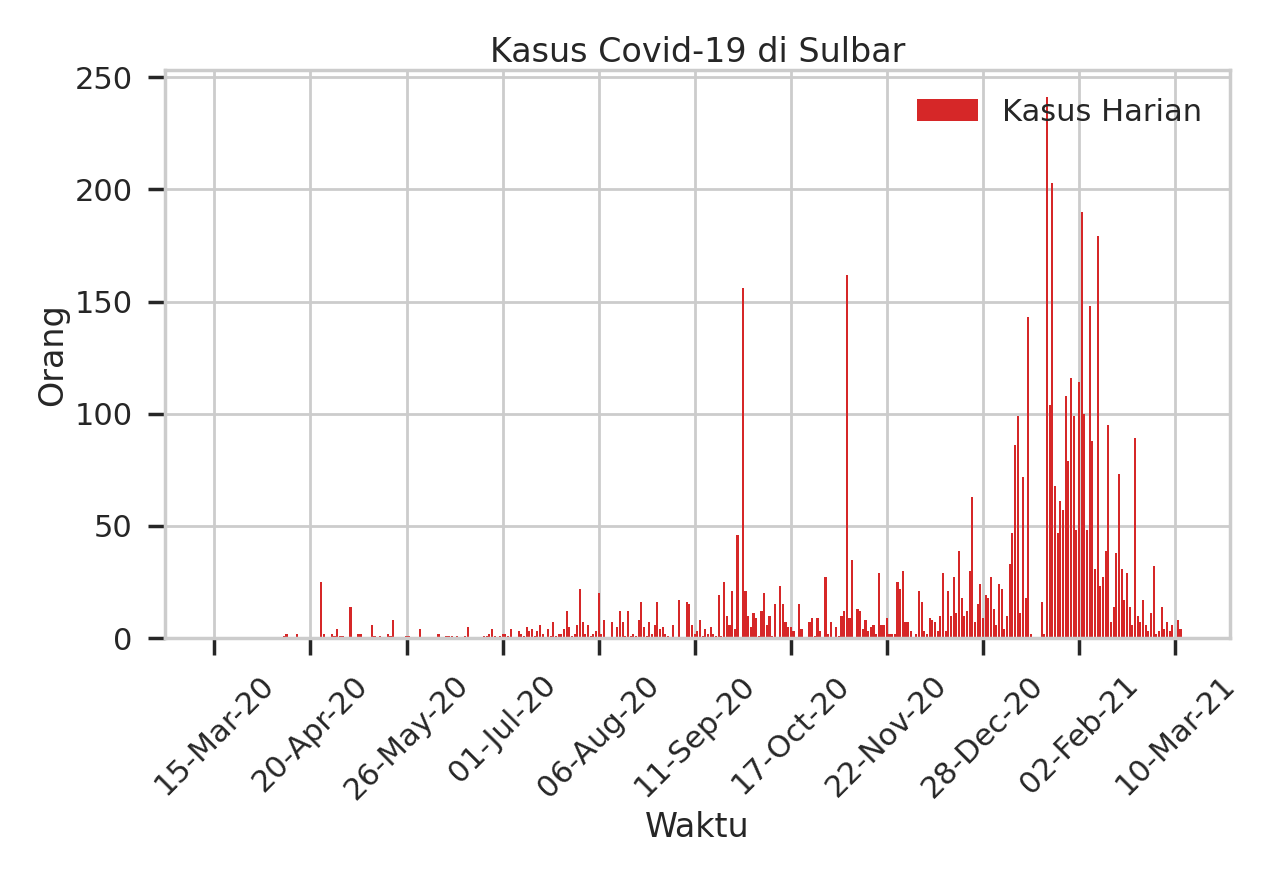 Kasus Covid-19 di Sulbar
Kasus Harian
Orang
250
200
150
100
50
0
15-Mar-20
20-Apr-20
26-May-20
01-Jul-20
06-Aug-20
11-Sep-20
17-Oct-20
22-Nov-20
28-Dec-20
02-Feb-21
10-Mar-21
Waktu